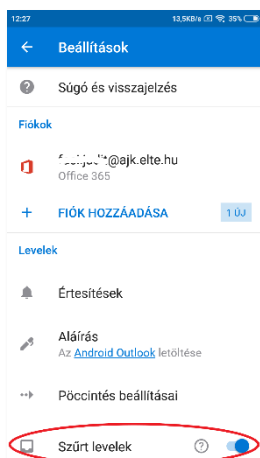 12:27 13,5KB/s 35%
Beállítások
Súgó és visszajelzés
Fiókok
@ajk.elte.hu
Office 365
FIÓK HOZZÁADÁSA 1 ÚJ
Levelek
Értesítések
Aláírás
Az Android Outlook letöltése
Pöccintés beállításai
Szűrt levelek